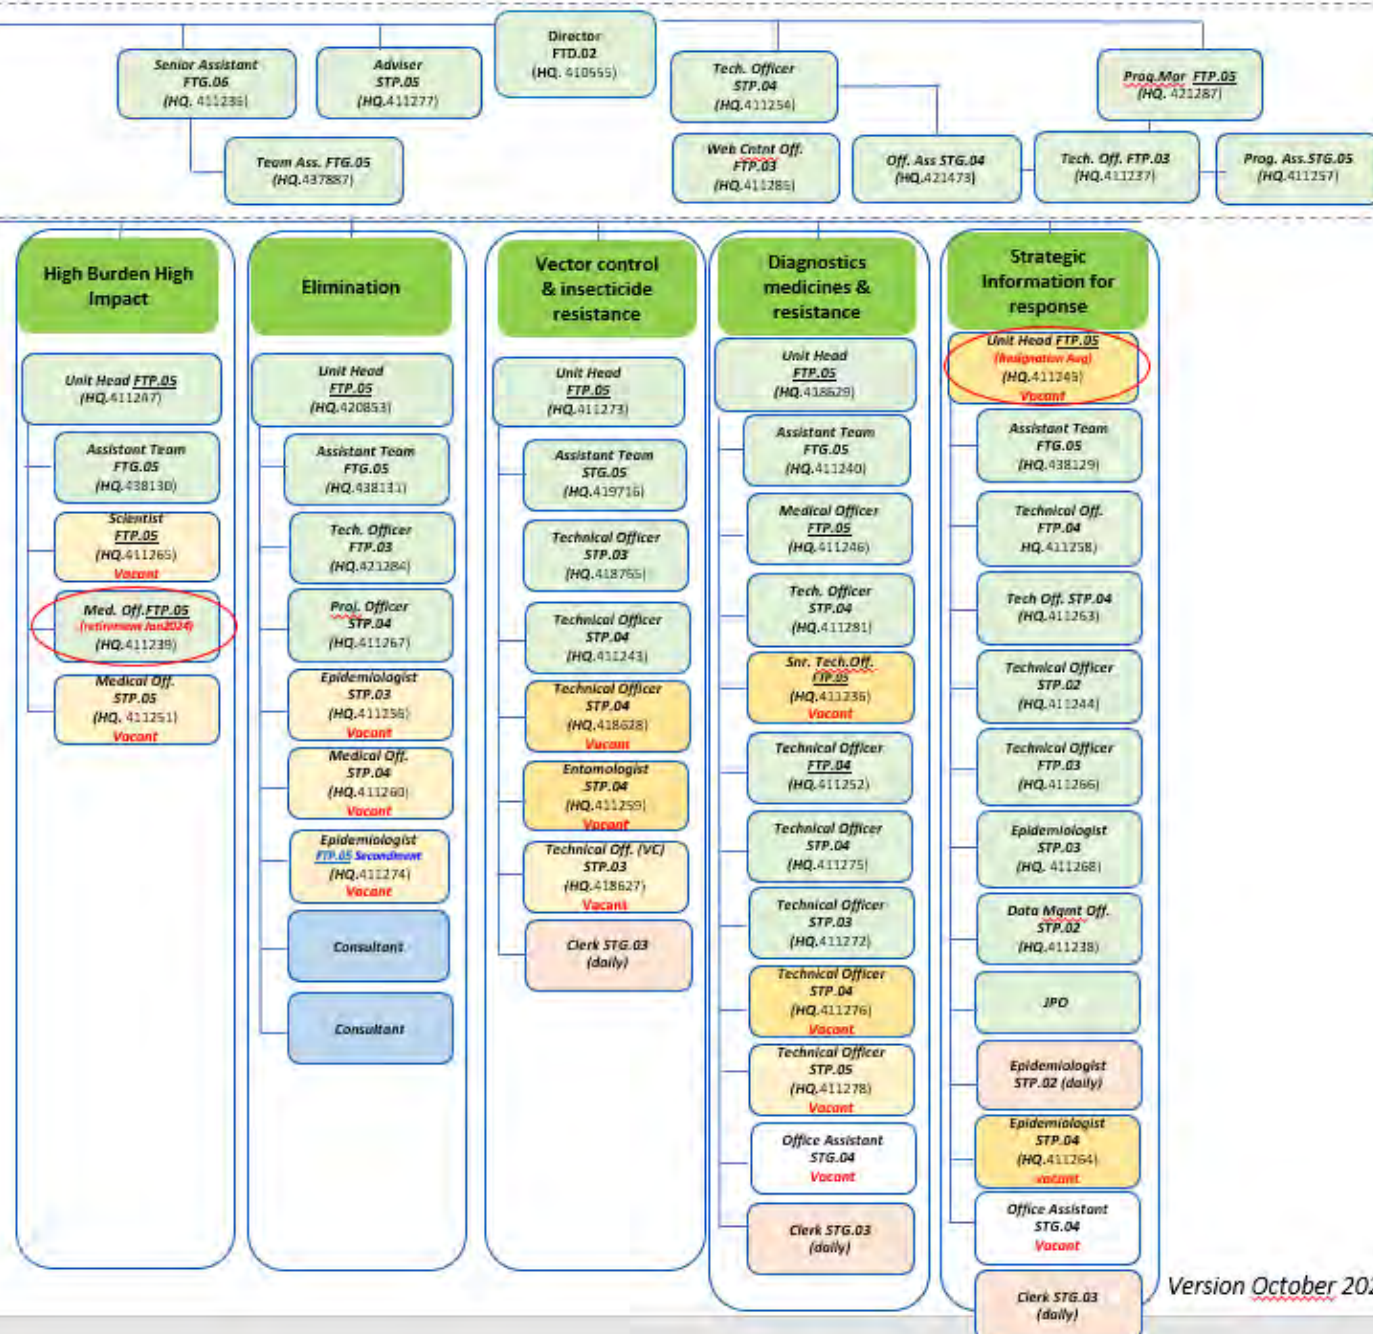 Director
FTD.02
(HQ. 410555)
Senior Assistant
FTG.06
(HQ. 411235)
Adviser
STP.05
(HQ.411277)
Tech. Officer
STP.04
(HQ.411254)
Prog.Mor FTP.05
(HQ. 421287)
Team Ass. FTG.05
(HQ.437887)
Web Cntnt Off.
FTP.03
(HQ.411285)
Off. Ass STG.04
(HQ.421473)
Tech. Off. FTP.03
(HQ.411237)
Prog. Ass.STG.05
(HQ.411257)
High Burden High
Impact
Unit Head FTP.05
(HQ.411247)
Assistant Team
FTG.05
(HQ.438130)
Scientist
FTP.05
(HQ.411265)
Vacant
Med. Off.FTP.05
(retirement Jan2024)
(HQ.411239)
Medical Off.
STP.05
(HQ. 411251)
Vacant
Elimination
Unit Head
FTP.05
(HQ.420853)
Assistant Team
FTG.05
(HQ.438131)
Tech. Officer
FTP.03
(HQ.421284)
Proj. Officer
STP.04
(HQ.411267)
Epidemiologist
STP.03
(HQ.411256)
Vacant
Medical Off.
STP.04
(HQ.411260)
Vacant
Epidemiologist
FTP.05 Secondment
(HQ.411274)
Vacant
Consultant
Consultant
Vector control
& insecticide
resistance
Unit Head
FTP.05
(HQ.411273)
Assistant Team
STG.05
(HQ.419716)
Technical Officer
STP.03
(HQ.418765)
Technical Officer
STP.04
(HQ.411243)
Technical Officer
STP.04
(HQ.418628)
Vacant
Entomologist
STP.04
(HQ.411259)
Vacant
Technical Off. (VC)
STP.03
(HQ.418627)
Vacant
Clerk STG.03
(daily)
Diagnostics
medicines &
resistance
Unit Head
FTP.05
(HQ.418629)
Assistant Team
FTG.05
(HQ.411240)
Medical Officer
FTP.05
(HQ.411246)
Tech. Officer
STP.04
(HQ.411281)
Snr. Tech.Off.
FTP.05
(HQ.411236)
Vacant
Technical Officer
FTP.04
(HQ.411252)
Technical Officer
STP.04
(HQ.411275)
Technical Officer
STP.03
(HQ.411272)
Technical Officer
STP.04
(HQ.411276)
Vacant
Technical Officer
STP.05
(HQ.411278)
Vacant
Office Assistant
STG.04
Vacant
Clerk STG.03
(daily)
Strategic
Information for
response
Unit Head FTP.05
(Resignation Aug)
(HQ.411245)
Vacant
Assistant Team
FTG.05
(HQ.438129)
Technical Off.
FTP.04
HQ.411258)
Tech Off. STP.04
(HQ.411263)
Technical Officer
STP.02
(HQ.411244)
Technical Officer
FTP.03
(HQ.411266)
Epidemiologist
STP.03
(HQ. 411268)
Data Mgmt Off.
STP.02
(HQ.411238)
JPO
Epidemiologist
STP.02 (daily)
Epidemiologist
STP.04
(HQ.411264)
vacant
Office Assistant
STG.04
Vacant
Clerk STG.03
(daily)
Version October 202